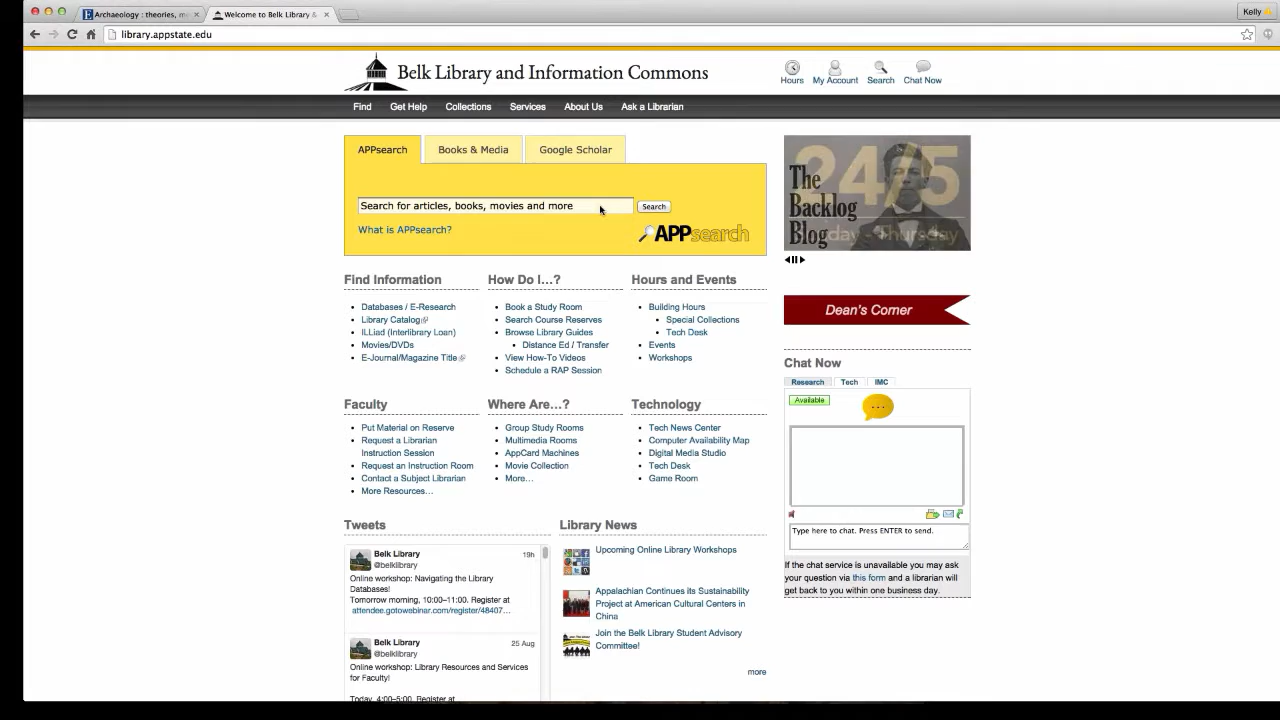 Archaeology : theories, m
Welcome to Belk Library &
Kelly
library.appstate.edu
Belk Library and Information Commons
Hours
My Account
Search
Chat Now
Find
Get Help
Collections
Services
About Us
Ask a Librarian
APPsearch
Books & Media
Google Scholar
Search for articles, books, movies and more
Search
What is APPsearch?
APPsearch
24/5
The
Backlog
Blog
day - Thursday
Dean's Corner
Find Information
Databases / E-Research
Library Catalog
ILLiad (Interlibrary Loan)
Movies/DVDs
E-Journal/Magazine Title
How Do I…?
Book a Study Room
Search Course Reserves
Browse Library Guides
Distance Ed / Transfer
View How-To Videos
Schedule a RAP Session
Hours and Events
Building Hours
Special Collections
Tech Desk
Events
Workshops
Faculty
Put Material on Reserve
Request a Librarian
Instruction Session
Request an Instruction Room
Contact a Subject Librarian
More Resources…
Where Are…?
Group Study Rooms
Multimedia Rooms
AppCard Machines
Movie Collection
More…
Technology
Tech News Center
Computer Availability Map
Digital Media Studio
Tech Desk
Game Room
Chat Now
Research
Tech
IMC
Available
Type here to chat. Press ENTER to send.
If the chat service is unavailable you may ask
your question via this form and a librarian will
get back to you within one business day.
Tweets
Belk Library
19h
@belklibrary
Online workshop: Navigating the Library
Databases!
Tomorrow morning, 10:00–11:00. Register at
attendee.gotowebinar.com/register/48407…
Belk Library
25 Aug
@belklibrary
Online workshop: Library Resources and Services
for Faculty!
Today, 4:00–5:00. Register at
Library News
Upcoming Online Library Workshops
Appalachian Continues its Sustainability
Project at American Cultural Centers in
China
Join the Belk Library Student Advisory
Committee!
more